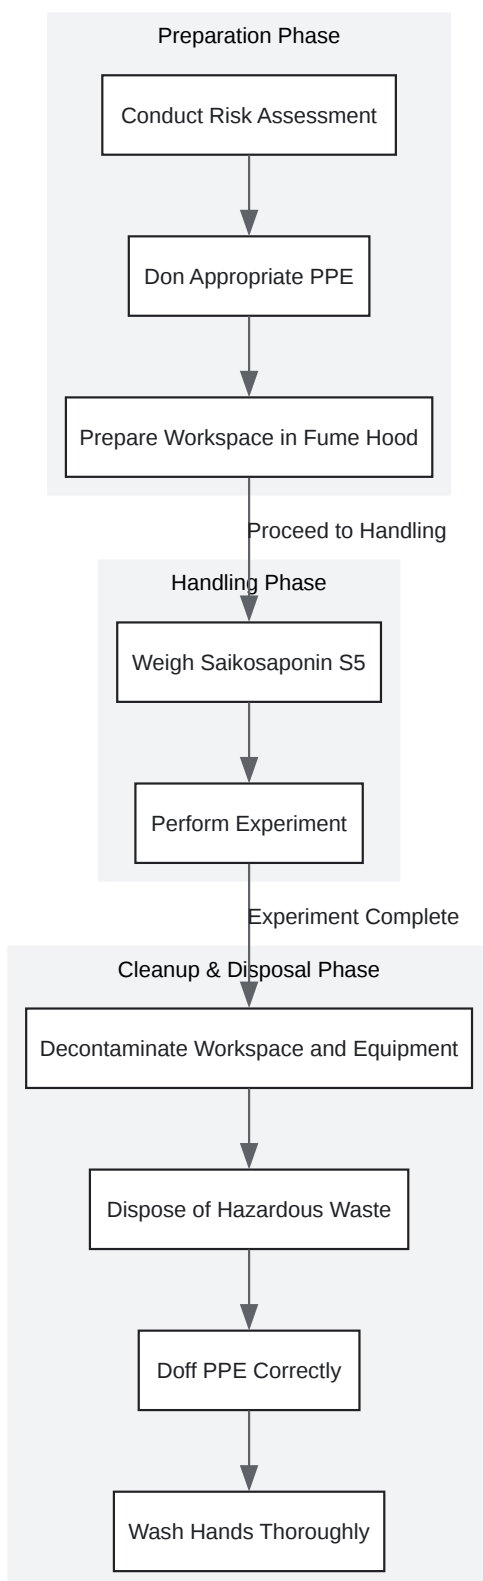 Preparation Phase
Conduct Risk Assessment
Don Appropriate PPE
Prepare Workspace in Fume Hood
Proceed to Handling
Handling Phase
Weigh Saikosaponin S5
Perform Experiment
Experiment Complete
Cleanup & Disposal Phase
Decontaminate Workspace and Equipment
Dispose of Hazardous Waste
Doff PPE Correctly
Wash Hands Thoroughly